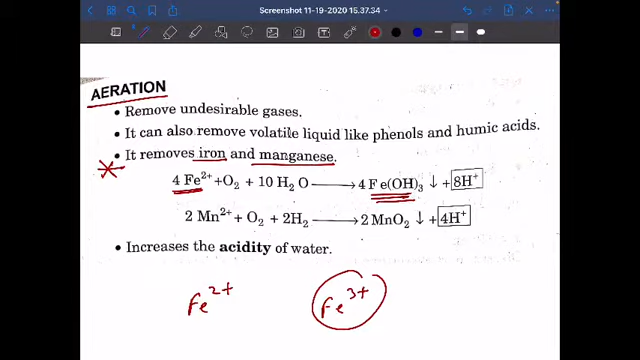 Screenshot 11-19-2020 15.37.34
AERATION
• Remove undesirable gases.
• It can also remove volatile liquid like phenols and humic acids.
• It removes iron and manganese.
4 Fe²⁺ + O₂ + 10 H₂ O ⟶ 4 F e(OH)₃ ↓ + 8H⁺
2 Mn²⁺ + O₂ + 2H₂ ⟶ 2 MnO₂ ↓ + 4H⁺
• Increases the acidity of water.
Fe²⁺ Fe³⁺